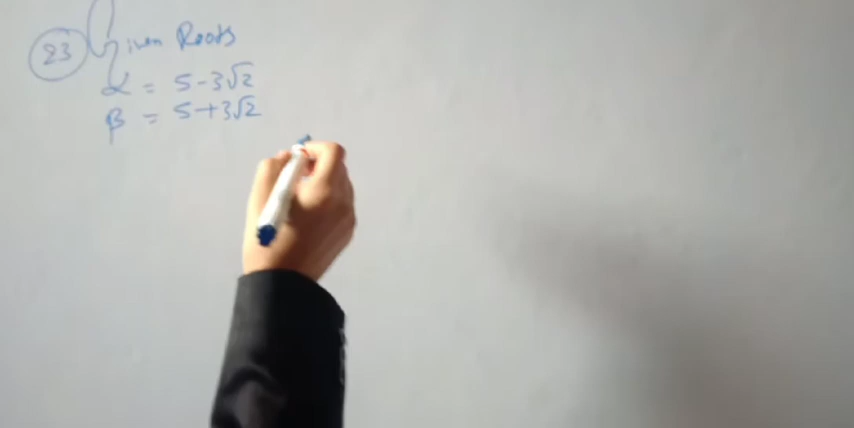 23 Given Roots
α = 5-3√2
β = 5+3√2